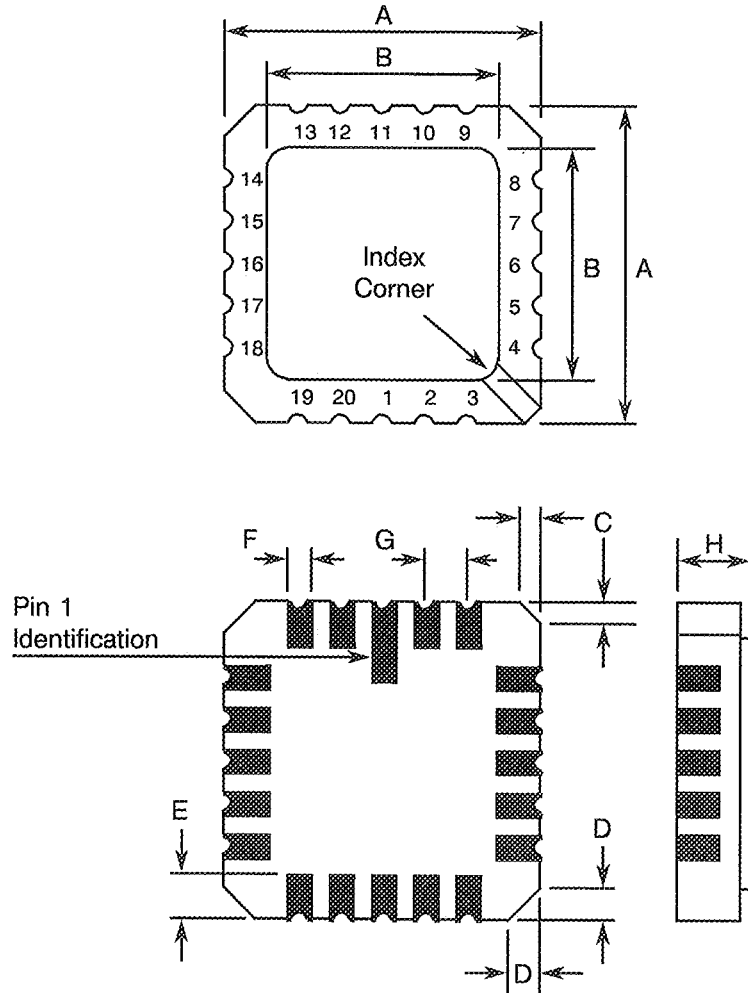 A
B
13 12 11 10 9
14 8
15 7
16 6
17 5
18 4
Index
Corner
B
A
19 20 1 2 3
F
G
C
H
Pin 1
Identification
E
D
D